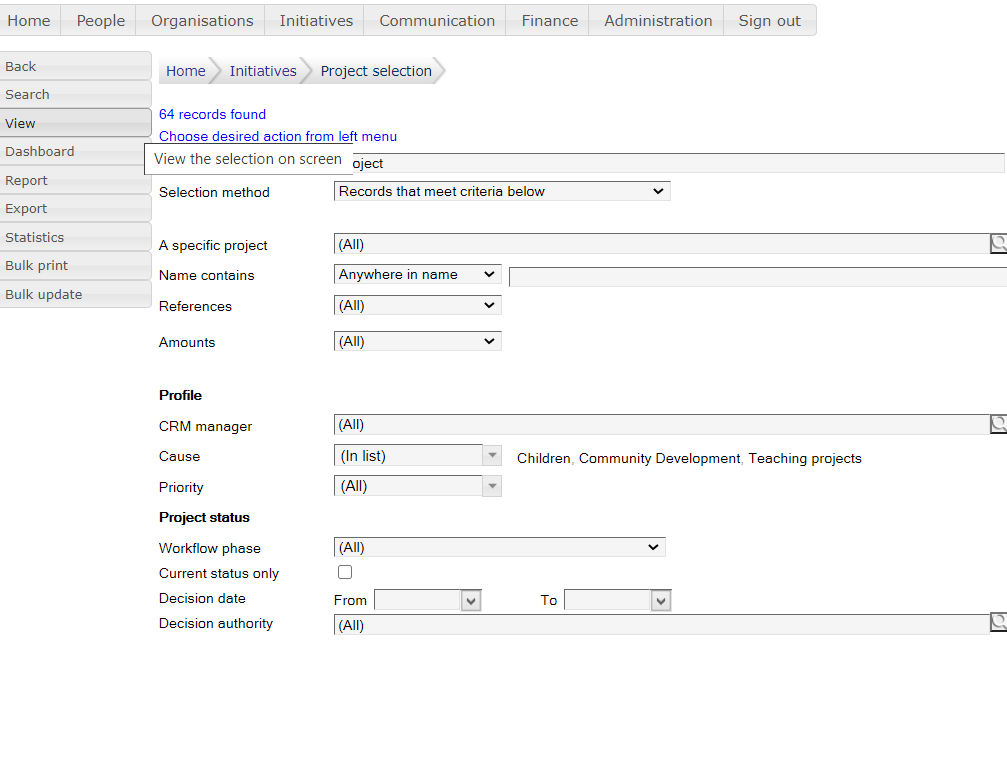 Home People Organisations Initiatives Communication Finance Administration Sign out
Back
Search
View
Dashboard
Report
Export
Statistics
Bulk print
Bulk update
Home Initiatives Project selection
64 records found
Choose desired action from left menu
View the selection on screen oject
Selection method Records that meet criteria below
A specific project (All)
Name contains Anywhere in name
References (All)
Amounts (All)
Profile
CRM manager (All)
Cause (In list) Children, Community Development, Teaching projects
Priority (All)
Project status
Workflow phase (All)
Current status only
Decision date From To
Decision authority (All)